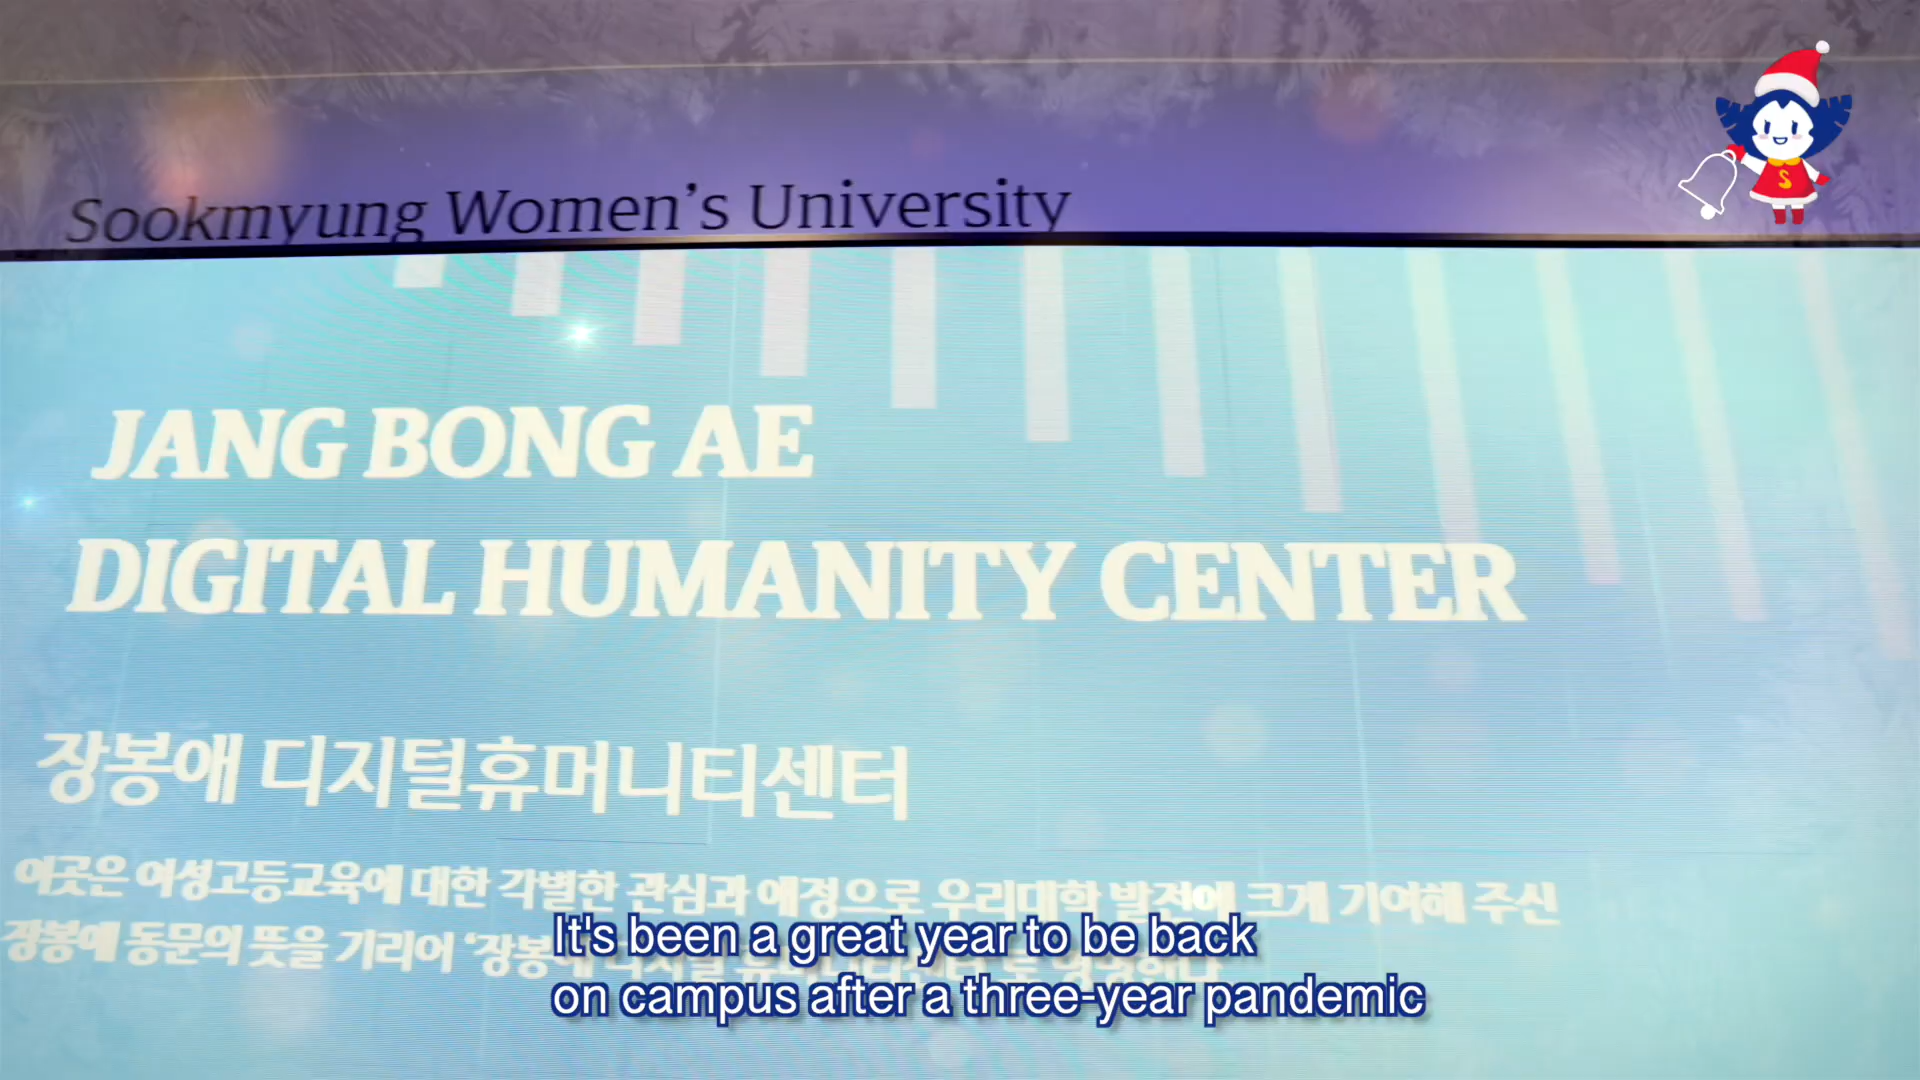 Sookmyung Women's University
JANG BONG AE
DIGITAL HUMANITY CENTER
장봉애 디지털휴머니티센터
이곳은 여성고등교육에 대한 각별한 관심과 애정으로 우리대학 발전에 크게 기여해 주신
장봉애 동문의 뜻을 기리어 ‘장봉애
It's been a great year to be back
on campus after a three-year pandemic
S